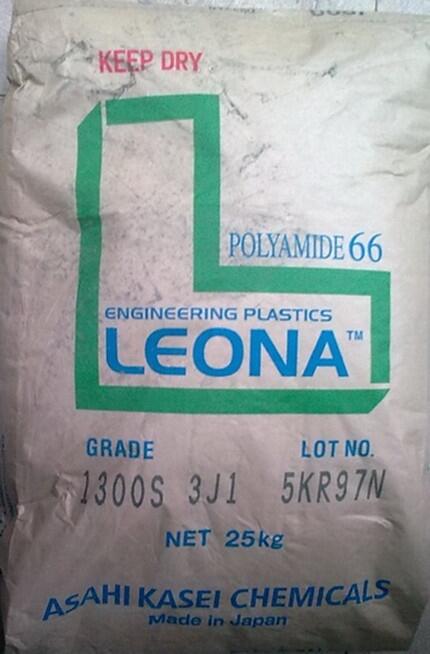 KEEP DRY
POLYAMIDE 66
ENGINEERING PLASTICS
LEONA™
GRADE LOT NO.
1300S 3J1 5KR97N
NET 25kg
ASAHI KASEI CHEMICALS
Made in Japan